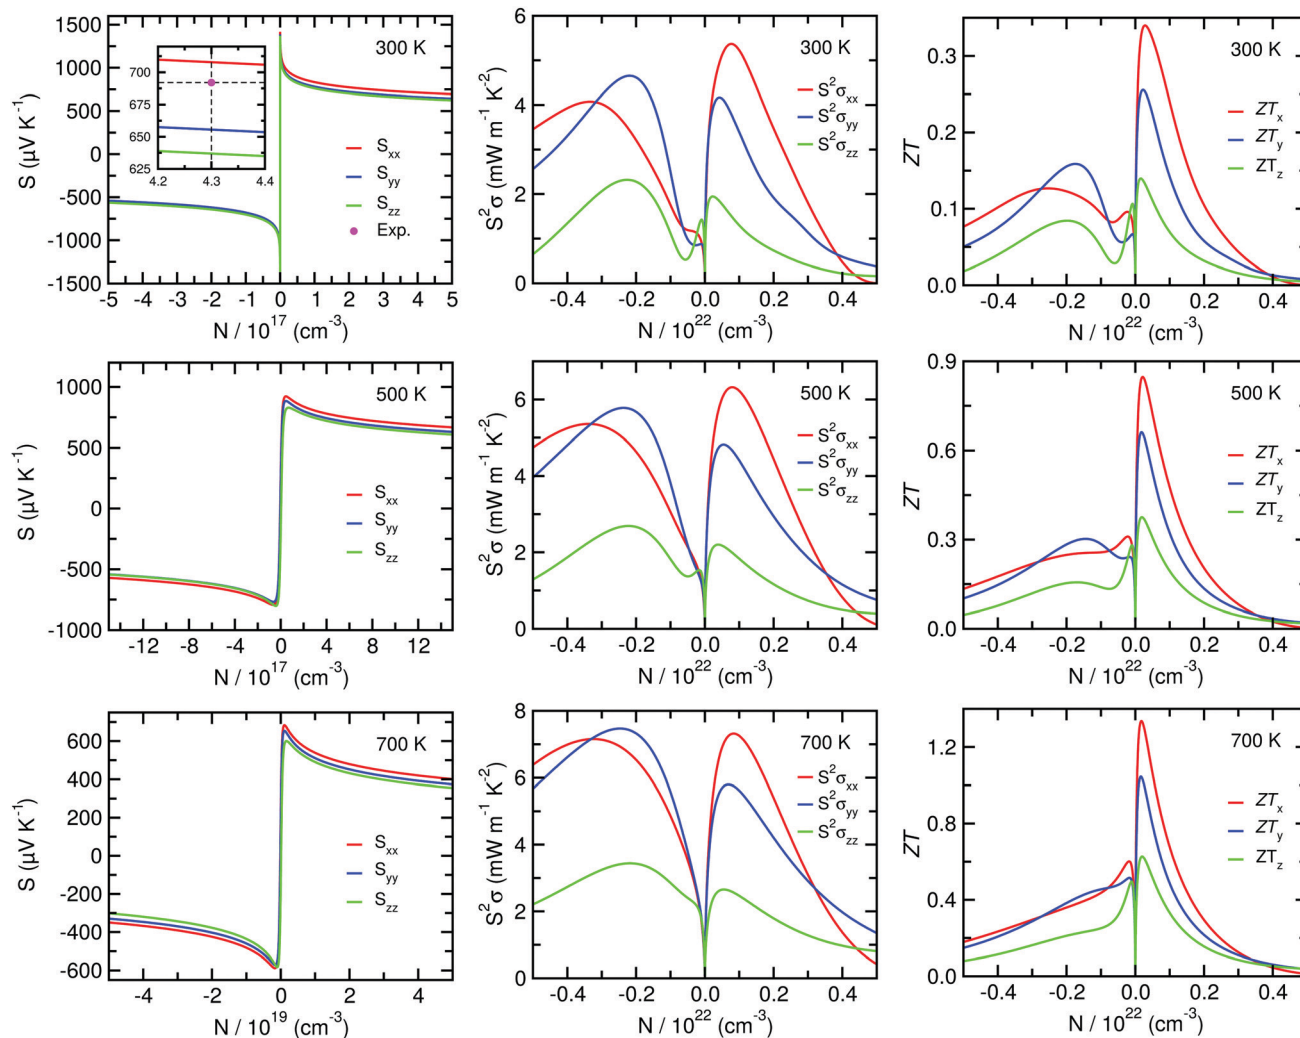 1500
1000
500
0
-500
-1000
-1500
S (μV K⁻¹)
300 K
700
675
650
625
4.2 4.3 4.4
Sxx
Syy
Szz
Exp.
-5 -4 -3 -2 -1 0 1 2 3 4 5
N / 10¹⁷ (cm⁻³)
6
4
2
0
S²σ (mW m⁻¹ K⁻²)
300 K
S²σxx
S²σyy
S²σzz
-0.4 -0.2 0.0 0.2 0.4
N / 10²² (cm⁻³)
0.3
0.2
0.1
0.0
ZT
300 K
ZTx
ZTy
ZTz
-0.4 -0.2 0.0 0.2 0.4
N / 10²² (cm⁻³)
1000
500
0
-500
-1000
S (μV K⁻¹)
500 K
Sxx
Syy
Szz
-12 -8 -4 0 4 8 12
N / 10¹⁷ (cm⁻³)
6
4
2
0
S²σ (mW m⁻¹ K⁻²)
500 K
S²σxx
S²σyy
S²σzz
-0.4 -0.2 0.0 0.2 0.4
N / 10²² (cm⁻³)
0.9
0.6
0.3
0.0
ZT
500 K
ZTx
ZTy
ZTz
-0.4 -0.2 0.0 0.2 0.4
N / 10²² (cm⁻³)
600
400
200
0
-200
-400
-600
S (μV K⁻¹)
700 K
Sxx
Syy
Szz
-4 -2 0 2 4
N / 10¹⁹ (cm⁻³)
8
6
4
2
0
S²σ (mW m⁻¹ K⁻²)
700 K
S²σxx
S²σyy
S²σzz
-0.4 -0.2 0.0 0.2 0.4
N / 10²² (cm⁻³)
1.2
0.8
0.4
0.0
ZT
700 K
ZTx
ZTy
ZTz
-0.4 -0.2 0.0 0.2 0.4
N / 10²² (cm⁻³)